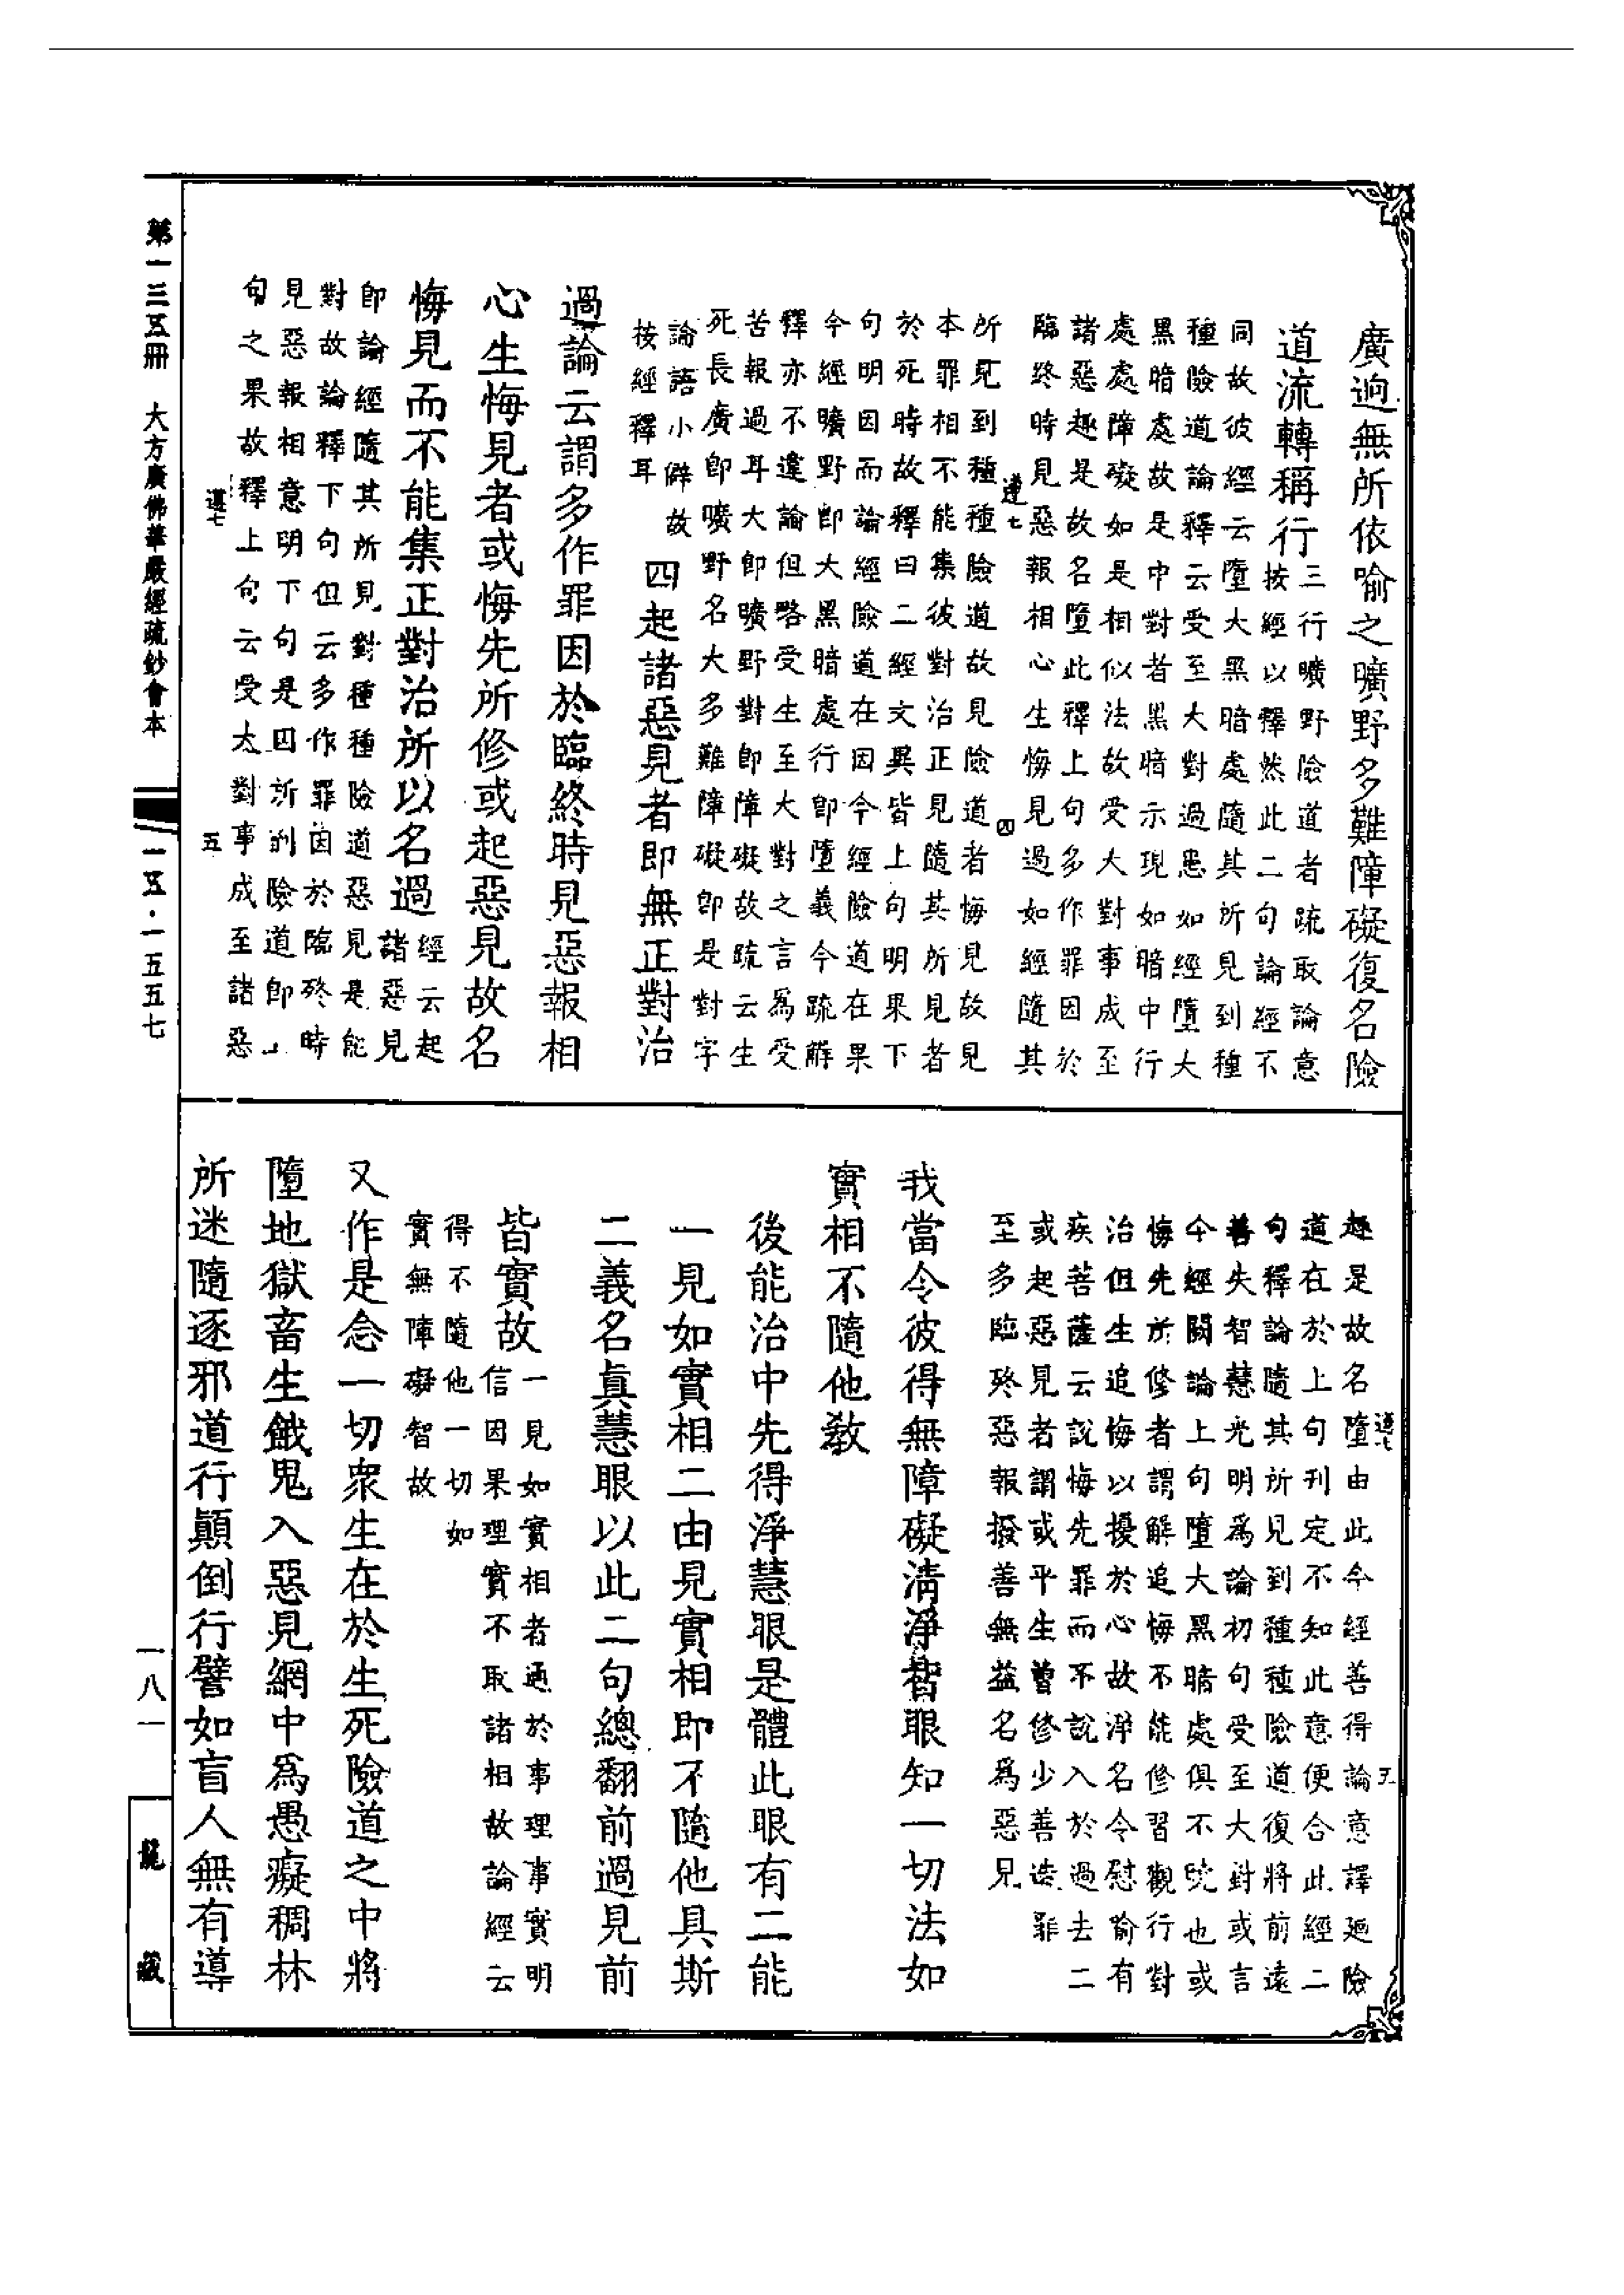 廣逈無所依喻之曠野多難障礙復名險
道流轉稱行三行曠野險道者疏取論意
按經以釋然此二句論經不
同故彼經云墮大黑暗處隨其所見到種
種險道論釋云受至大對過患如經墮大
黑暗處故是中對者黑暗示現如暗中行
處處障礙如是相似法故受大對事成至
諸惡趣是故名墮此釋上句多作罪因於
臨終時見惡報相心生悔見過如經隨其
遵七
四
所見到種種險道故見險道者悔見故見
本罪相不能集彼對治正見隨其所見者
於死時故釋曰二經文異皆上句明果下
句明因而論經險道在因今經險道在果
今經曠野即大黑暗處行即墮義今疏解
釋亦不違論但略受生至大對之言爲受
苦報過耳大即曠野對即障礙故疏云生
死長廣即曠野名大多難障礙即是對字
論語小僻故
按經釋耳
四起諸惡見者即無正對治
過論云謂多作罪因於臨終時見惡報相
心生悔見者或悔先所修或起惡見故名
悔見而不能集正對治所以名過經云起
諸惡見
即論經隨其所見對種種險道惡見是能
對故論釋下句但云多作罪因於臨終時
見惡報相意明下句是因所到險道即上
句之果故釋上句云受大對事成至諸惡
遵七
五
趣是故名墮由此今經善得論意譯廻險
道在於上句刊定不知此意便合此經二
句釋論隨其所見到種種險道復將前遠
善失智慧光明爲論初句受至大對或言
今經闕論上句墮大黑暗處俱不說也或
悔先所修者謂解追悔不能修習觀行對
治但生追悔以擾於心故淨名令慰喻有
疾菩薩云說悔先罪而不說入於過去二
或起惡見者謂或平生曾修少善造罪
至多臨終惡報撥善無益名爲惡見
遵七
五
我當令彼得無障礙清淨智眼知一切法如
實相不隨他教
後能治中先得淨慧眼是體此眼有二能
一見如實相二由見實相即不隨他具斯
二義名真慧眼以此二句總翻前過見前
皆實故一見如實相者通於事理事實明
信因果理實不取諸相故論經云
得不隨他一切如
實無障礙智故
又作是念一切衆生在於生死險道之中將
墮地獄畜生餓鬼入惡見網中爲愚癡稠林
所迷隨逐邪道行顛倒行譬如盲人無有導
第一三五冊　大方廣佛華嚴經疏鈔會本
一五·一五五七
一八一
龍藏